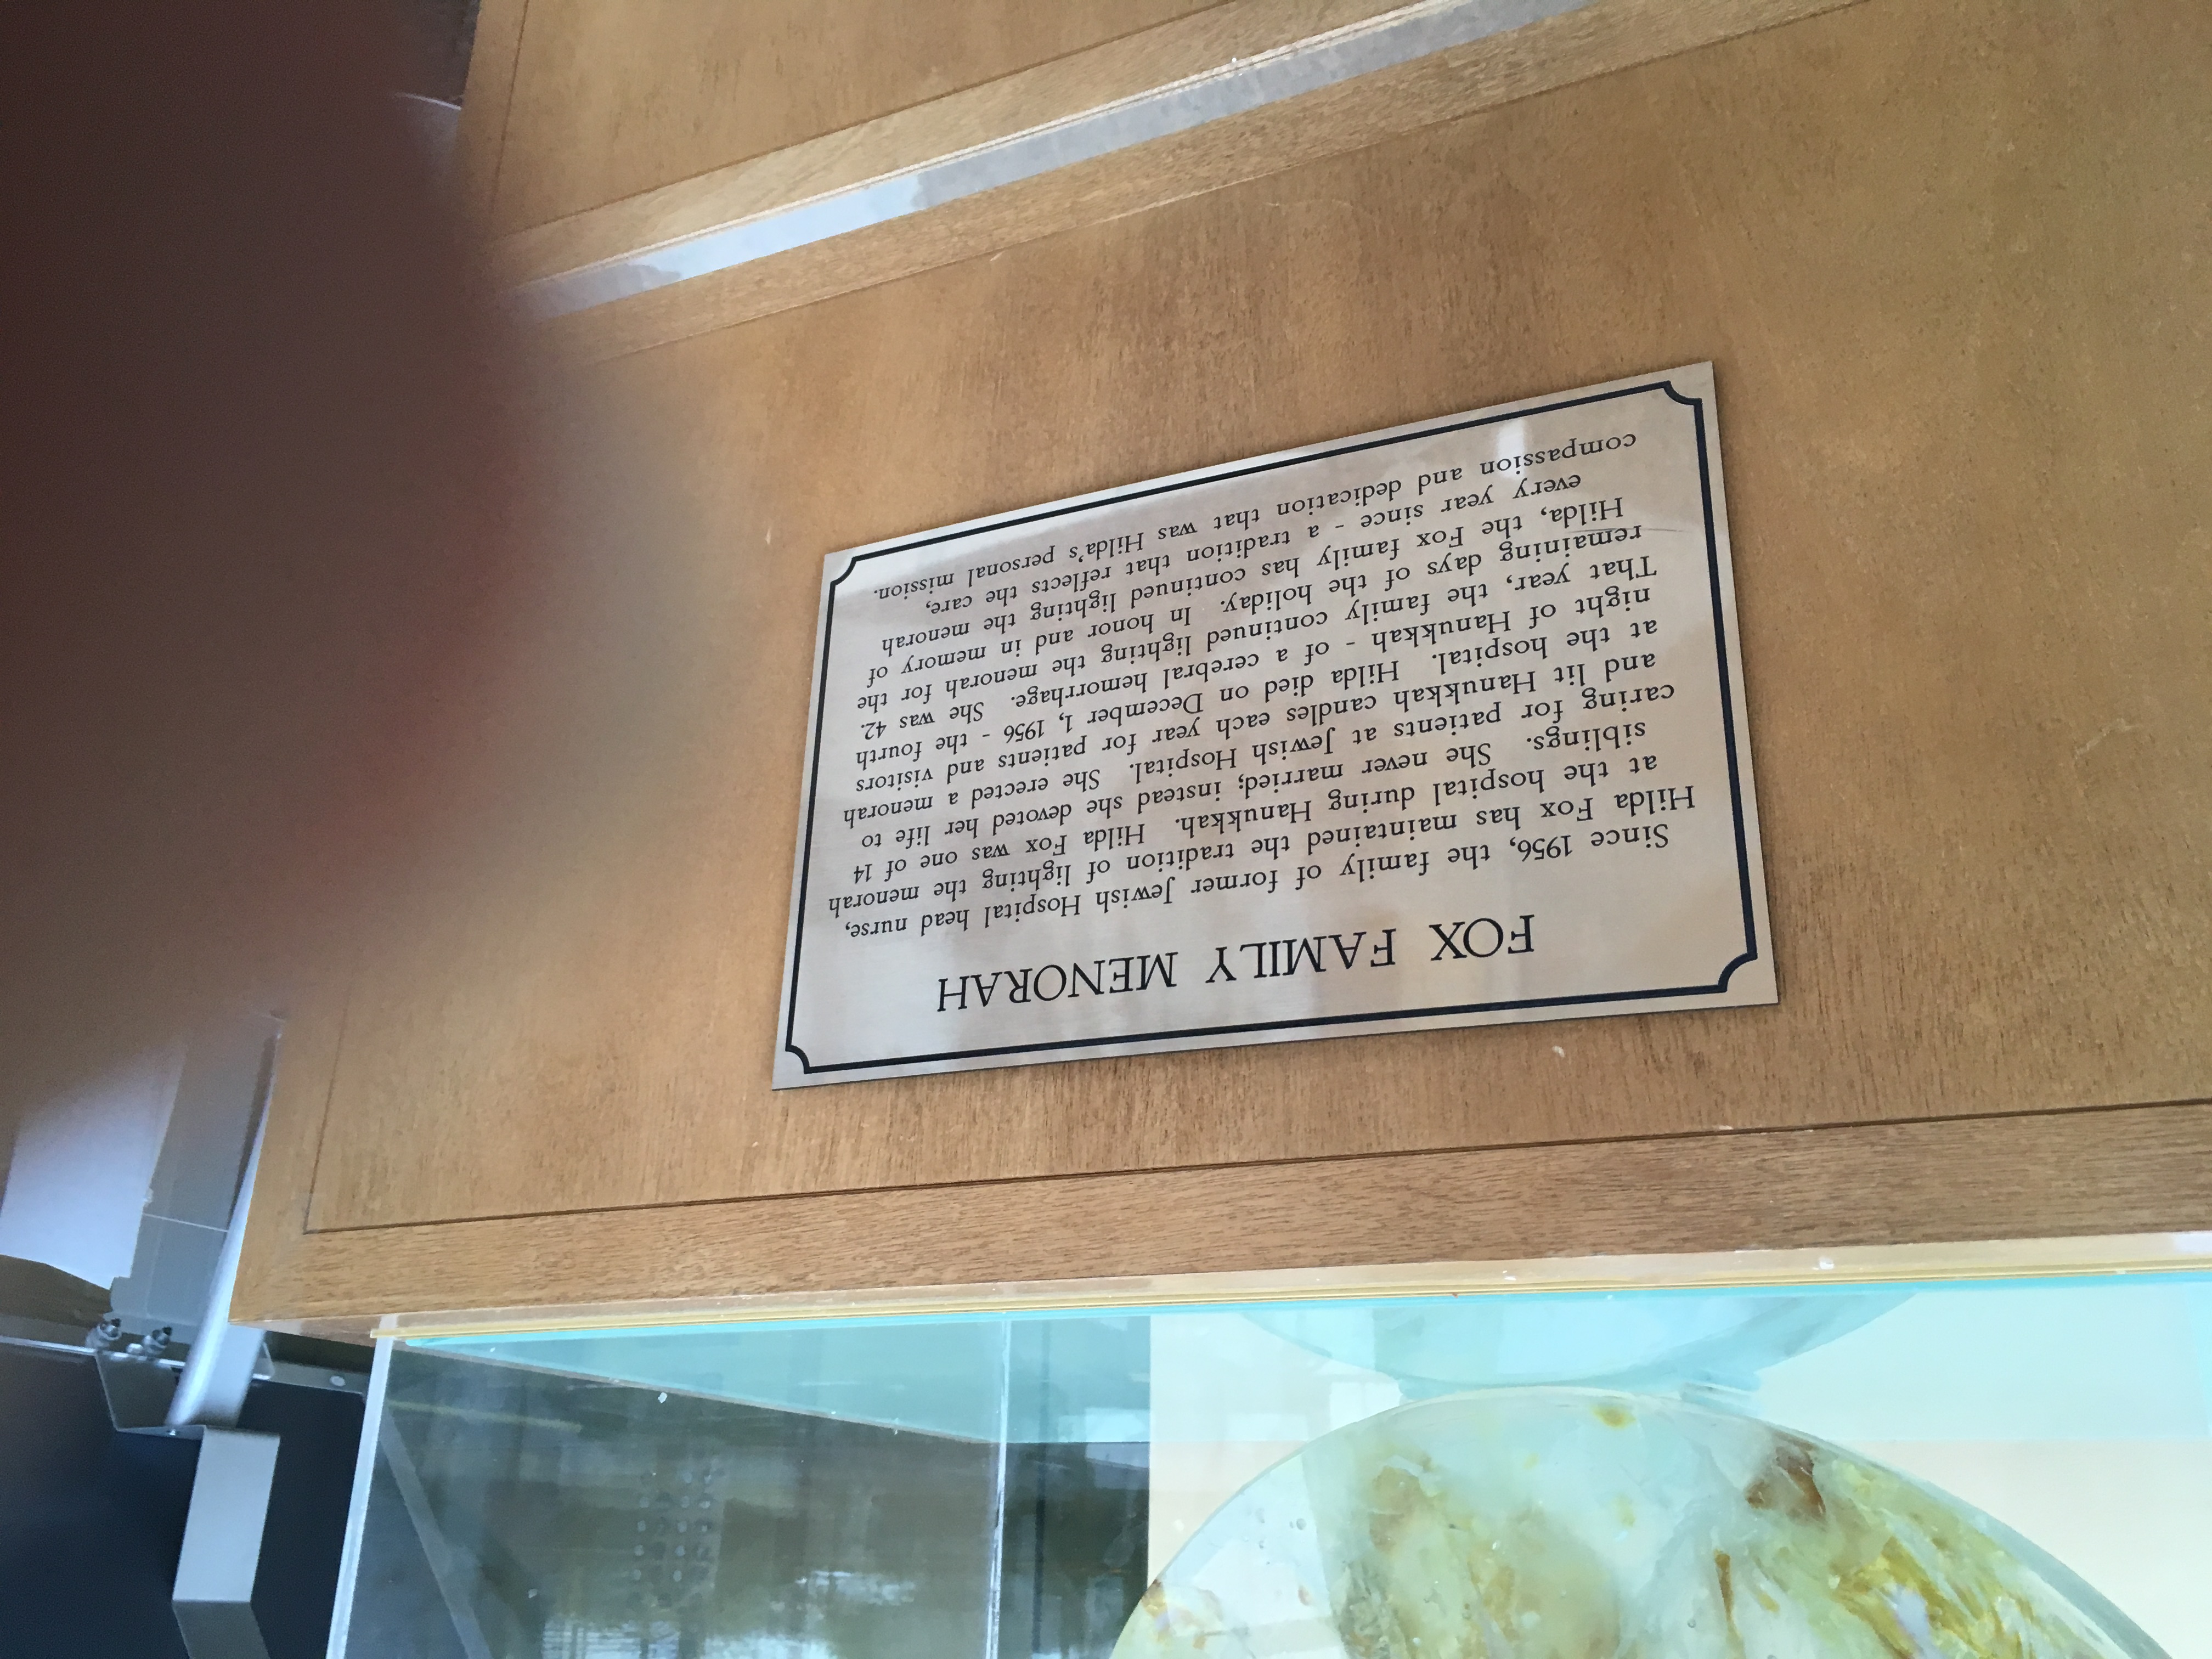 FOX FAMILY MENORAH
Since 1956, the family of former Jewish Hospital head nurse,
Hilda Fox has maintained the tradition of lighting the menorah
at the hospital during Hanukkah. Hilda Fox was one of 14
siblings. She never married; instead she devoted her life to
caring for patients at Jewish Hospital. She erected a menorah
and lit Hanukkah candles each year for patients and visitors
at the hospital. Hilda died on December 1, 1956 - the fourth
night of Hanukkah - of a cerebral hemorrhage. She was 42.
That year, the family continued lighting the menorah for the
remaining days of the holiday. In honor and in memory of
Hilda, the Fox family has continued lighting the menorah
every year since - a tradition that reflects the care,
compassion and dedication that was Hilda's personal mission.